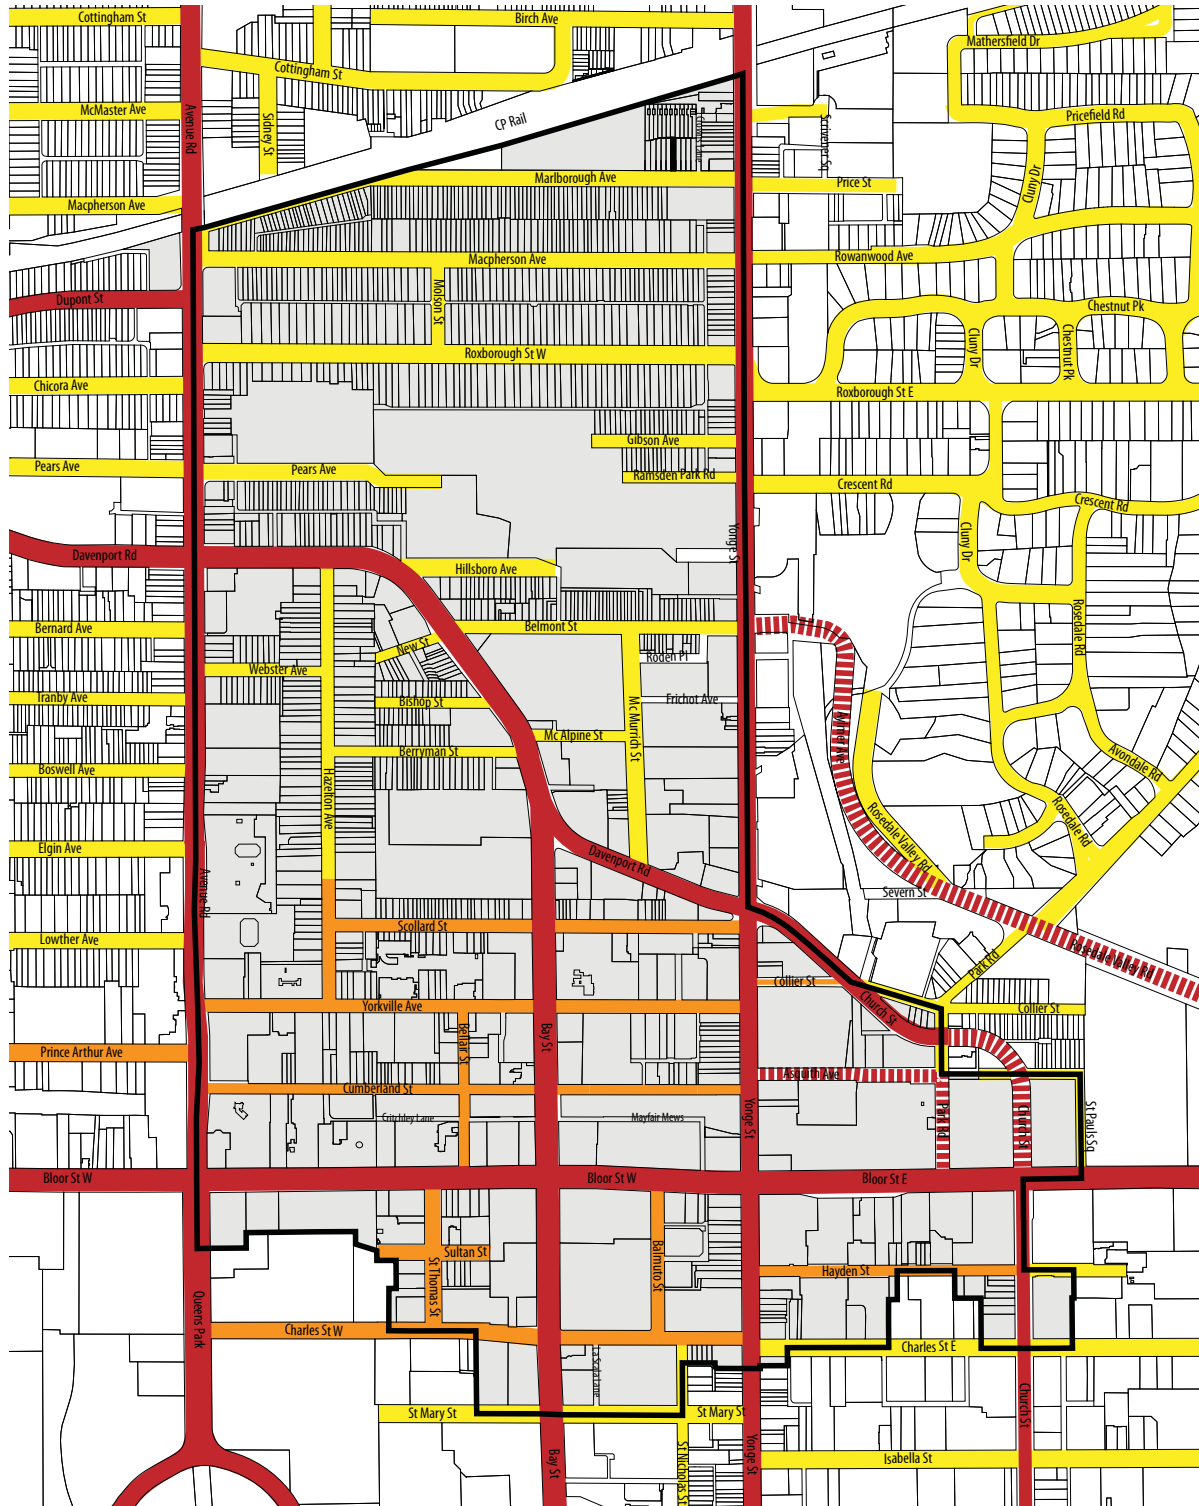 Cottingham St
Birch Ave
Mathersfield Dr
Cottingham St
McMaster Ave
Avenue Rd
Sidney St
CP Rail
Pricefield Rd
Scrivener Sq
Marlborough Ave
Price St
Cluny Dr
Macpherson Ave
Macpherson Ave
Rowanwood Ave
Dupont St
Molson St
Chestnut Pk
Roxborough St W
Cluny Dr
Chestnut Pk
Chicora Ave
Roxborough St E
Gibson Ave
Pears Ave
Pears Ave
Ramsden Park Rd
Crescent Rd
Crescent Rd
Yonge St
Cluny Dr
Davenport Rd
Hillsboro Ave
Bernard Ave
Belmont St
Rosedale Rd
New St
Roden Pl
Webster Ave
Tranby Ave
Bishop St
Frichot Ave
Mc Murrich St
Aylmer Ave
Mc Alpine St
Berryman St
Boswell Ave
Avondale Rd
Hazelton Ave
Rosedale Rd
Elgin Ave
Davenport Rd
Rosedale Valley Rd
Avenue Rd
Severn St
Scollard St
Lowther Ave
Park Rd
Rosedale Valley Rd
Collier St
Yorkville Ave
Church St
Collier St
Bellair St
Bay St
Prince Arthur Ave
Asquith Ave
Cumberland St
Critchley Lane
Mayfair Mews
Yonge St
Park Rd
Church St
St Pauls Sq
Bloor St W
Bloor St W
Bloor St E
Sultan St
St Thomas St
Balmuto St
Hayden St
Queens Park
Charles St W
Charles St E
La Scala Lane
St Mary St
St Mary St
Church St
Bay St
St Nicholas St
Yonge St
Isabella St